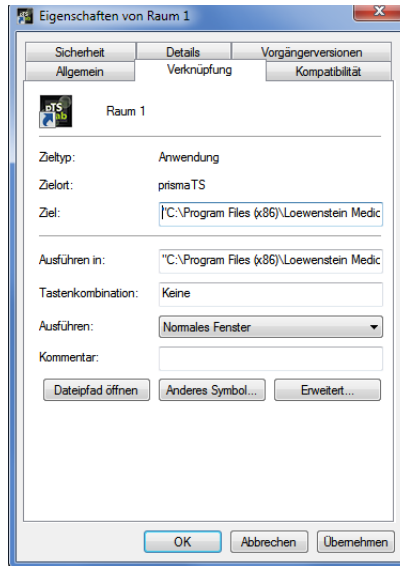 Eigenschaften von Raum 1
Sicherheit Details Vorgängerversionen
Allgemein Verknüpfung Kompatibilität
pTS
lab
Raum 1
Zieltyp: Anwendung
Zielort: prismaTS
Ziel: "C:\Program Files (x86)\Loewenstein Medic
Ausführen in: "C:\Program Files (x86)\Loewenstein Medic
Tastenkombination: Keine
Ausführen: Normales Fenster
Kommentar:
Dateipfad öffnen Anderes Symbol... Erweitert...
OK Abbrechen Übernehmen